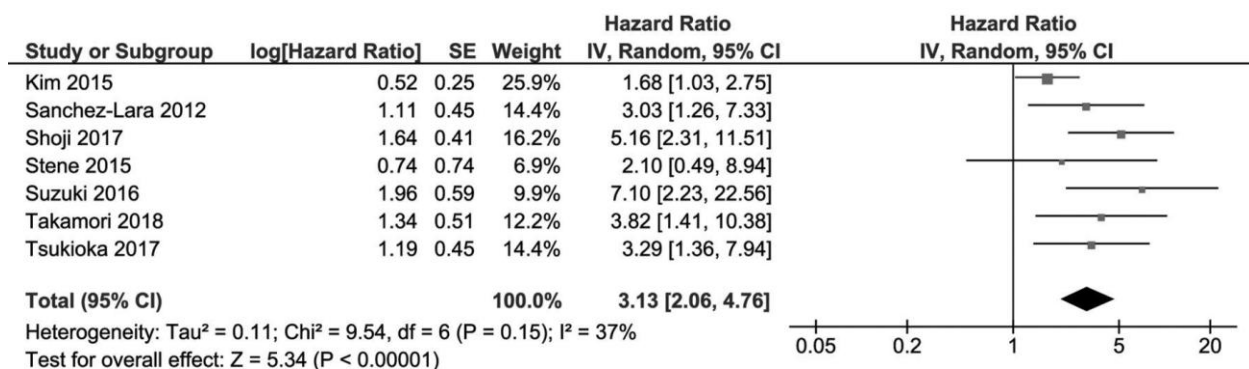 Hazard Ratio Hazard Ratio
Study or Subgroup log[Hazard Ratio] SE Weight IV, Random, 95% CI IV, Random, 95% CI
Kim 2015 0.52 0.25 25.9% 1.68 [1.03, 2.75]
Sanchez-Lara 2012 1.11 0.45 14.4% 3.03 [1.26, 7.33]
Shoji 2017 1.64 0.41 16.2% 5.16 [2.31, 11.51]
Stene 2015 0.74 0.74 6.9% 2.10 [0.49, 8.94]
Suzuki 2016 1.96 0.59 9.9% 7.10 [2.23, 22.56]
Takamori 2018 1.34 0.51 12.2% 3.82 [1.41, 10.38]
Tsukioka 2017 1.19 0.45 14.4% 3.29 [1.36, 7.94]
Total (95% CI) 100.0% 3.13 [2.06, 4.76]
Heterogeneity: Tau² = 0.11; Chi² = 9.54, df = 6 (P = 0.15); I² = 37%
Test for overall effect: Z = 5.34 (P < 0.00001)
0.05 0.2 1 5 20